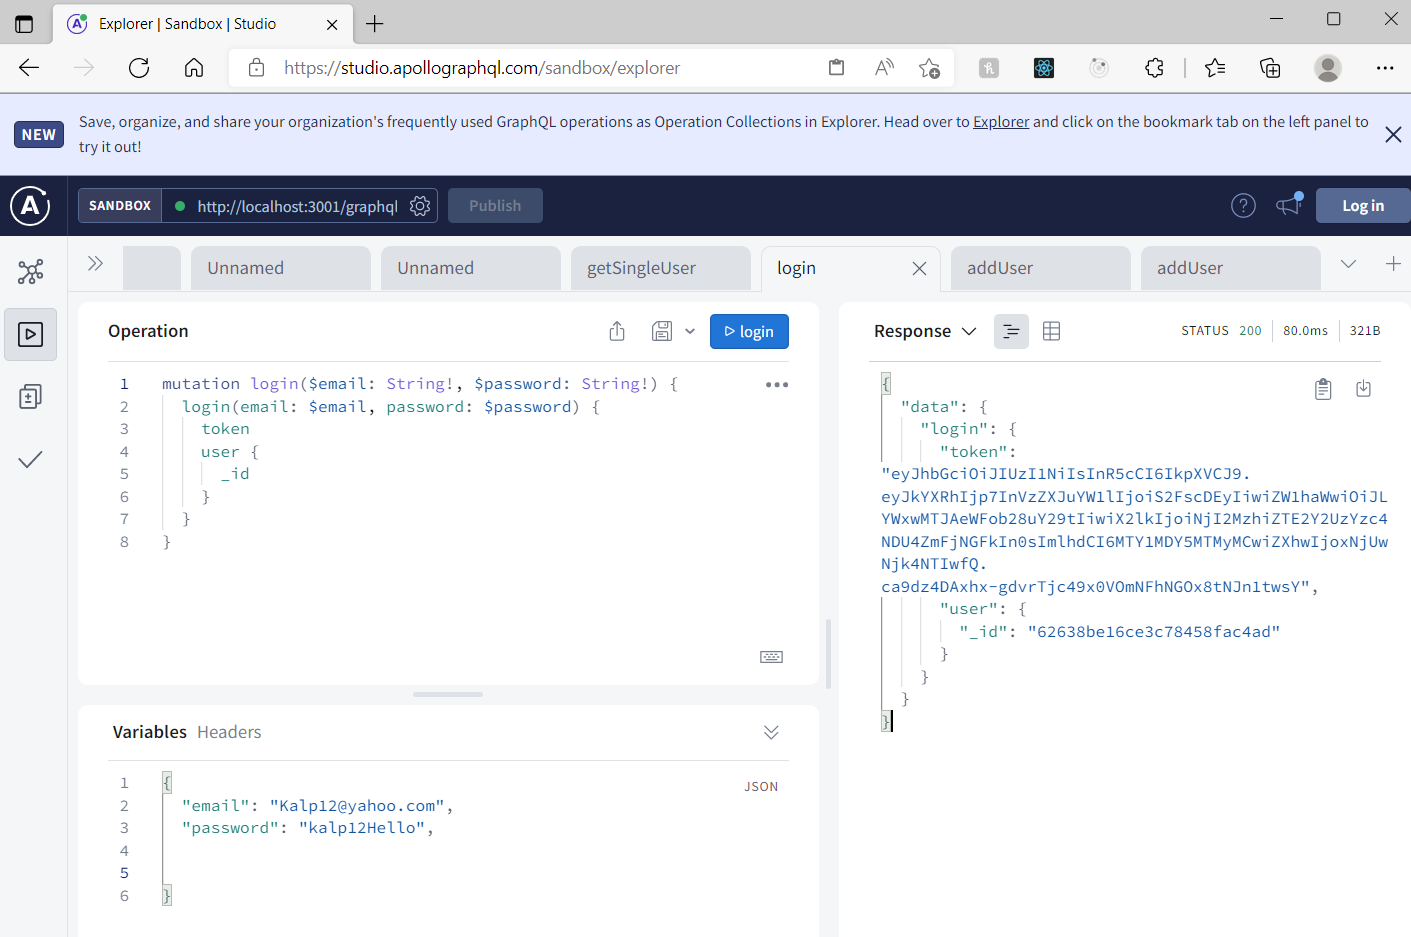 Explorer | Sandbox | Studio
https://studio.apollographql.com/sandbox/explorer
NEW
Save, organize, and share your organization's frequently used GraphQL operations as Operation Collections in Explorer. Head over to Explorer and click on the bookmark tab on the left panel to
try it out!
SANDBOX
http://localhost:3001/graphql
Publish
Log in
Unnamed
Unnamed
getSingleUser
login
addUser
addUser
Operation
login
1 mutation login($email: String!, $password: String!) {
2 login(email: $email, password: $password) {
3 token
4 user {
5 _id
6 }
7 }
8 }
Variables Headers
JSON
1 {
2 "email": "Kalp12@yahoo.com",
3 "password": "kalp12Hello",
4
5
6 }
Response
STATUS 200 80.0ms 321B
{
"data": {
"login": {
"token":
"eyJhbGciOiJIUzI1NiIsInR5cCI6IkpXVCJ9.
eyJkYXRhIjp7InVzZXJuYW1lIjoiS2FscDEyIiwiZW1haWwiOiJL
YWxwMTJAeWFob28uY29tIiwiX2lkIjoiNjI2MzhiZTE2Y2UzYzc4
NDU4ZmFjNGFkIn0sImlhdCI6MTY1MDY5MTMyMCwiZXhwIjoxNjUw
Njk4NTIwfQ.
ca9dz4DAxhx-gdvrTjc49x0VOmNFhNGOx8tNJn1twsY",
"user": {
"_id": "62638be16ce3c78458fac4ad"
}
}
}
}